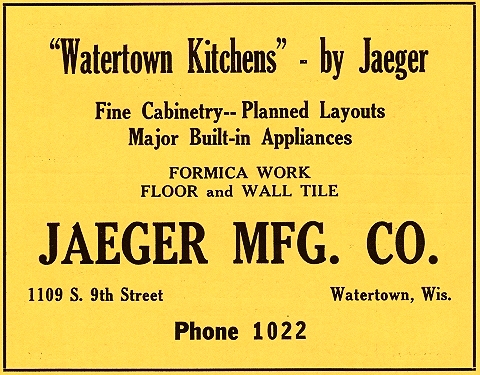 "Watertown Kitchens" - by Jaeger
Fine Cabinetry-- Planned Layouts
Major Built-in Appliances
FORMICA WORK
FLOOR and WALL TILE
JAEGER MFG. CO.
1109 S. 9th Street Watertown, Wis.
Phone 1022